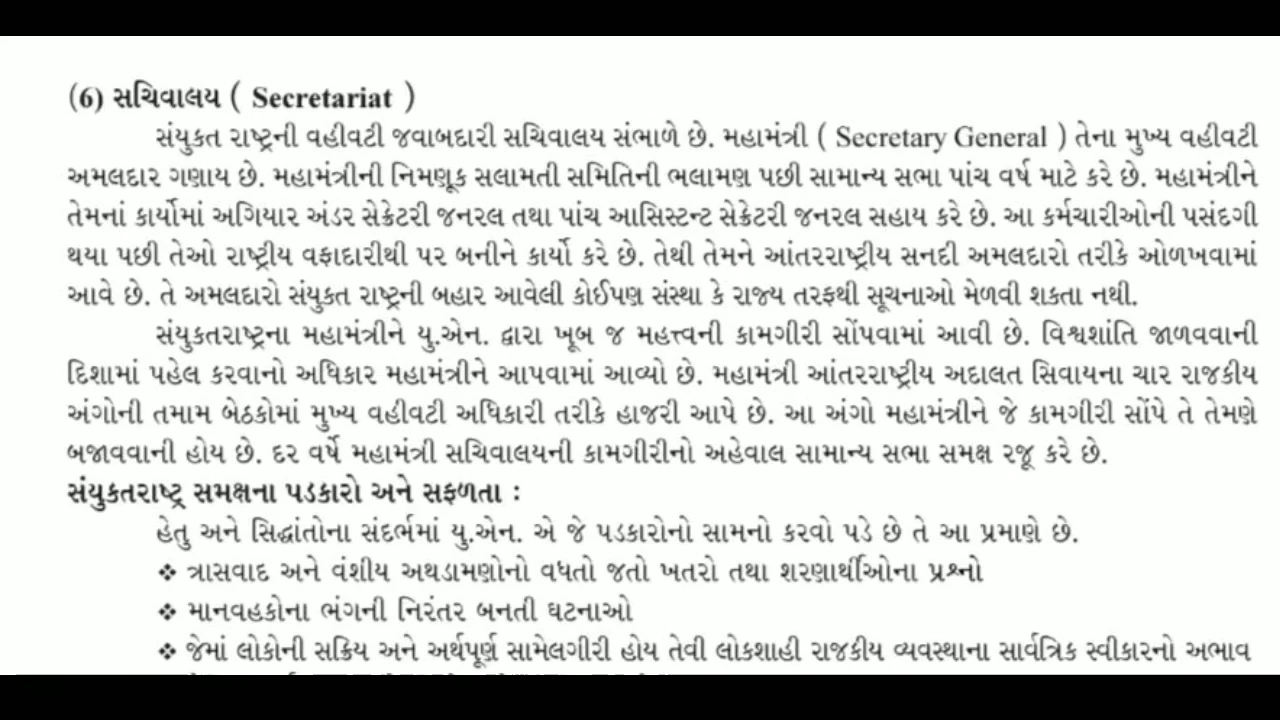 (6) સચિવાલય ( Secretariat )
સંયુકત રાષ્ટ્રની વહીવટી જવાબદારી સચિવાલય સંભાળે છે. મહામંત્રી ( Secretary General ) તેના મુખ્ય વહીવટી
અમલદાર ગણાય છે. મહામંત્રીની નિમણૂક સલામતી સમિતિની ભલામણ પછી સામાન્ય સભા પાંચ વર્ષ માટે કરે છે. મહામંત્રીને
તેમનાં કાર્યોમાં અગિયાર અંડર સેક્રેટરી જનરલ તથા પાંચ આસિસ્ટન્ટ સેક્રેટરી જનરલ સહાય કરે છે. આ કર્મચારીઓની પસંદગી
થયા પછી તેઓ રાષ્ટ્રીય વફાદારીથી પર બનીને કાર્યો કરે છે. તેથી તેમને આંતરરાષ્ટ્રીય સનદી અમલદારો તરીકે ઓળખવામાં
આવે છે. તે અમલદારો સંયુકત રાષ્ટ્રની બહાર આવેલી કોઈપણ સંસ્થા કે રાજ્ય તરફથી સૂચનાઓ મેળવી શકતા નથી.
સંયુકતરાષ્ટ્રના મહામંત્રીને યુ.એન. દ્વારા ખૂબ જ મહત્ત્વની કામગીરી સોંપવામાં આવી છે. વિશ્વશાંતિ જાળવવાની
દિશામાં પહેલ કરવાનો અધિકાર મહામંત્રીને આપવામાં આવ્યો છે. મહામંત્રી આંતરરાષ્ટ્રીય અદાલત સિવાયના ચાર રાજકીય
અંગોની તમામ બેઠકોમાં મુખ્ય વહીવટી અધિકારી તરીકે હાજરી આપે છે. આ અંગો મહામંત્રીને જે કામગીરી સોંપે તે તેમણે
બજાવવાની હોય છે. દર વર્ષે મહામંત્રી સચિવાલયની કામગીરીનો અહેવાલ સામાન્ય સભા સમક્ષ રજૂ કરે છે.
સંયુકતરાષ્ટ્ર સમક્ષના પડકારો અને સફળતા :
હેતુ અને સિદ્ધાંતોના સંદર્ભમાં યુ.એન. એ જે પડકારોનો સામનો કરવો પડે છે તે આ પ્રમાણે છે.
❖ ત્રાસવાદ અને વંશીય અથડામણોનો વધતો જતો ખતરો તથા શરણાર્થીઓના પ્રશ્નો
❖ માનવહકોના ભંગની નિરંતર બનતી ઘટનાઓ
❖ જેમાં લોકોની સક્રિય અને અર્થપૂર્ણ સામેલગીરી હોય તેવી લોકશાહી રાજકીય વ્યવસ્થાના સાર્વત્રિક સ્વીકારનો અભાવ